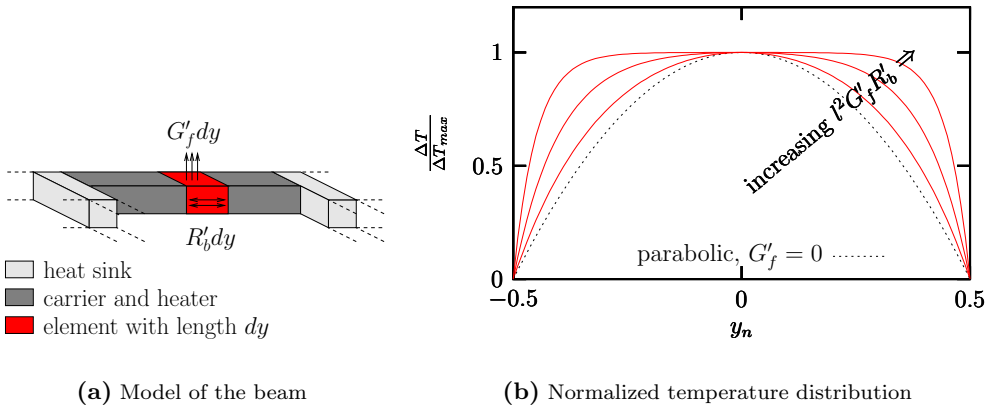 G′_f dy
R′_b dy
heat sink
carrier and heater
element with length dy
(a) Model of the beam
ΔT/ΔT_max
1
0.5
0
−0.5
0
0.5
y_n
increasing l²G′_f R′_b ⇒
parabolic, G′_f = 0
(b) Normalized temperature distribution